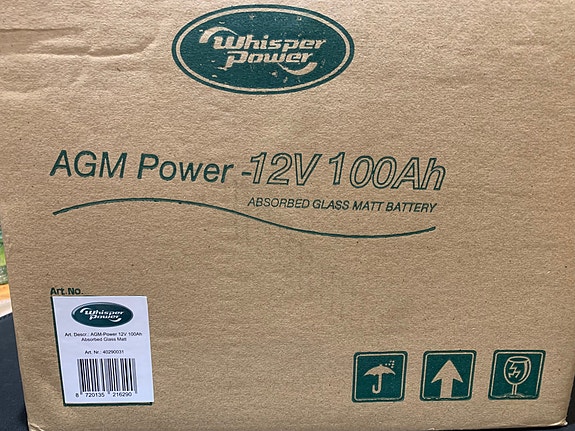 Whisper
Power
AGM Power - 12V 100Ah
ABSORBED GLASS MATT BATTERY
Art.No.
Whisper
Power
Art. Descr.: AGM-Power 12V 100Ah
Absorbed Glass Matt
Art. Nr.: 40290031
8 720135 216290